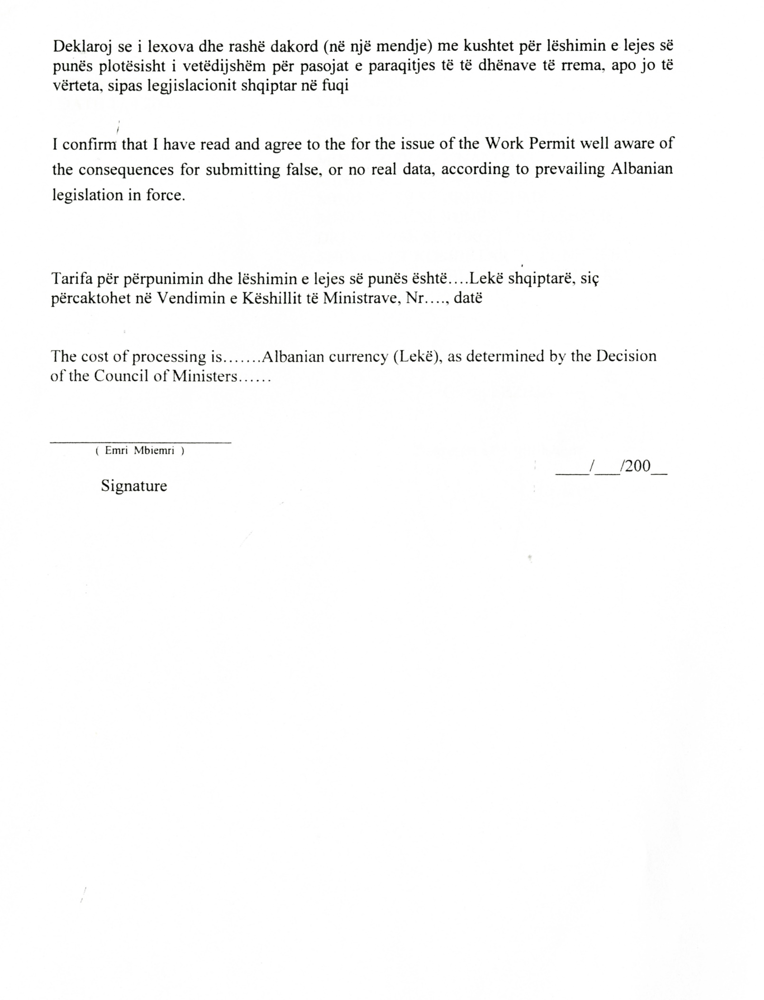 Deklaroj se i lexova dhe rashë dakord (në një mendje) me kushtet për lëshimin e lejes së
punës plotësisht i vetëdijshëm për pasojat e paraqitjes të të dhënave të rrema, apo jo të
vërteta, sipas legjislacionit shqiptar në fuqi
I confirm that I have read and agree to the for the issue of the Work Permit well aware of
the consequences for submitting false, or no real data, according to prevailing Albanian
legislation in force.
Tarifa për përpunimin dhe lëshimin e lejes së punës është....Lekë shqiptarë, siç
përcaktohet në Vendimin e Këshillit të Ministrave, Nr...., datë
The cost of processing is.......Albanian currency (Lekë), as determined by the Decision
of the Council of Ministers......
( Emri Mbiemri )
____/___/200__
Signature